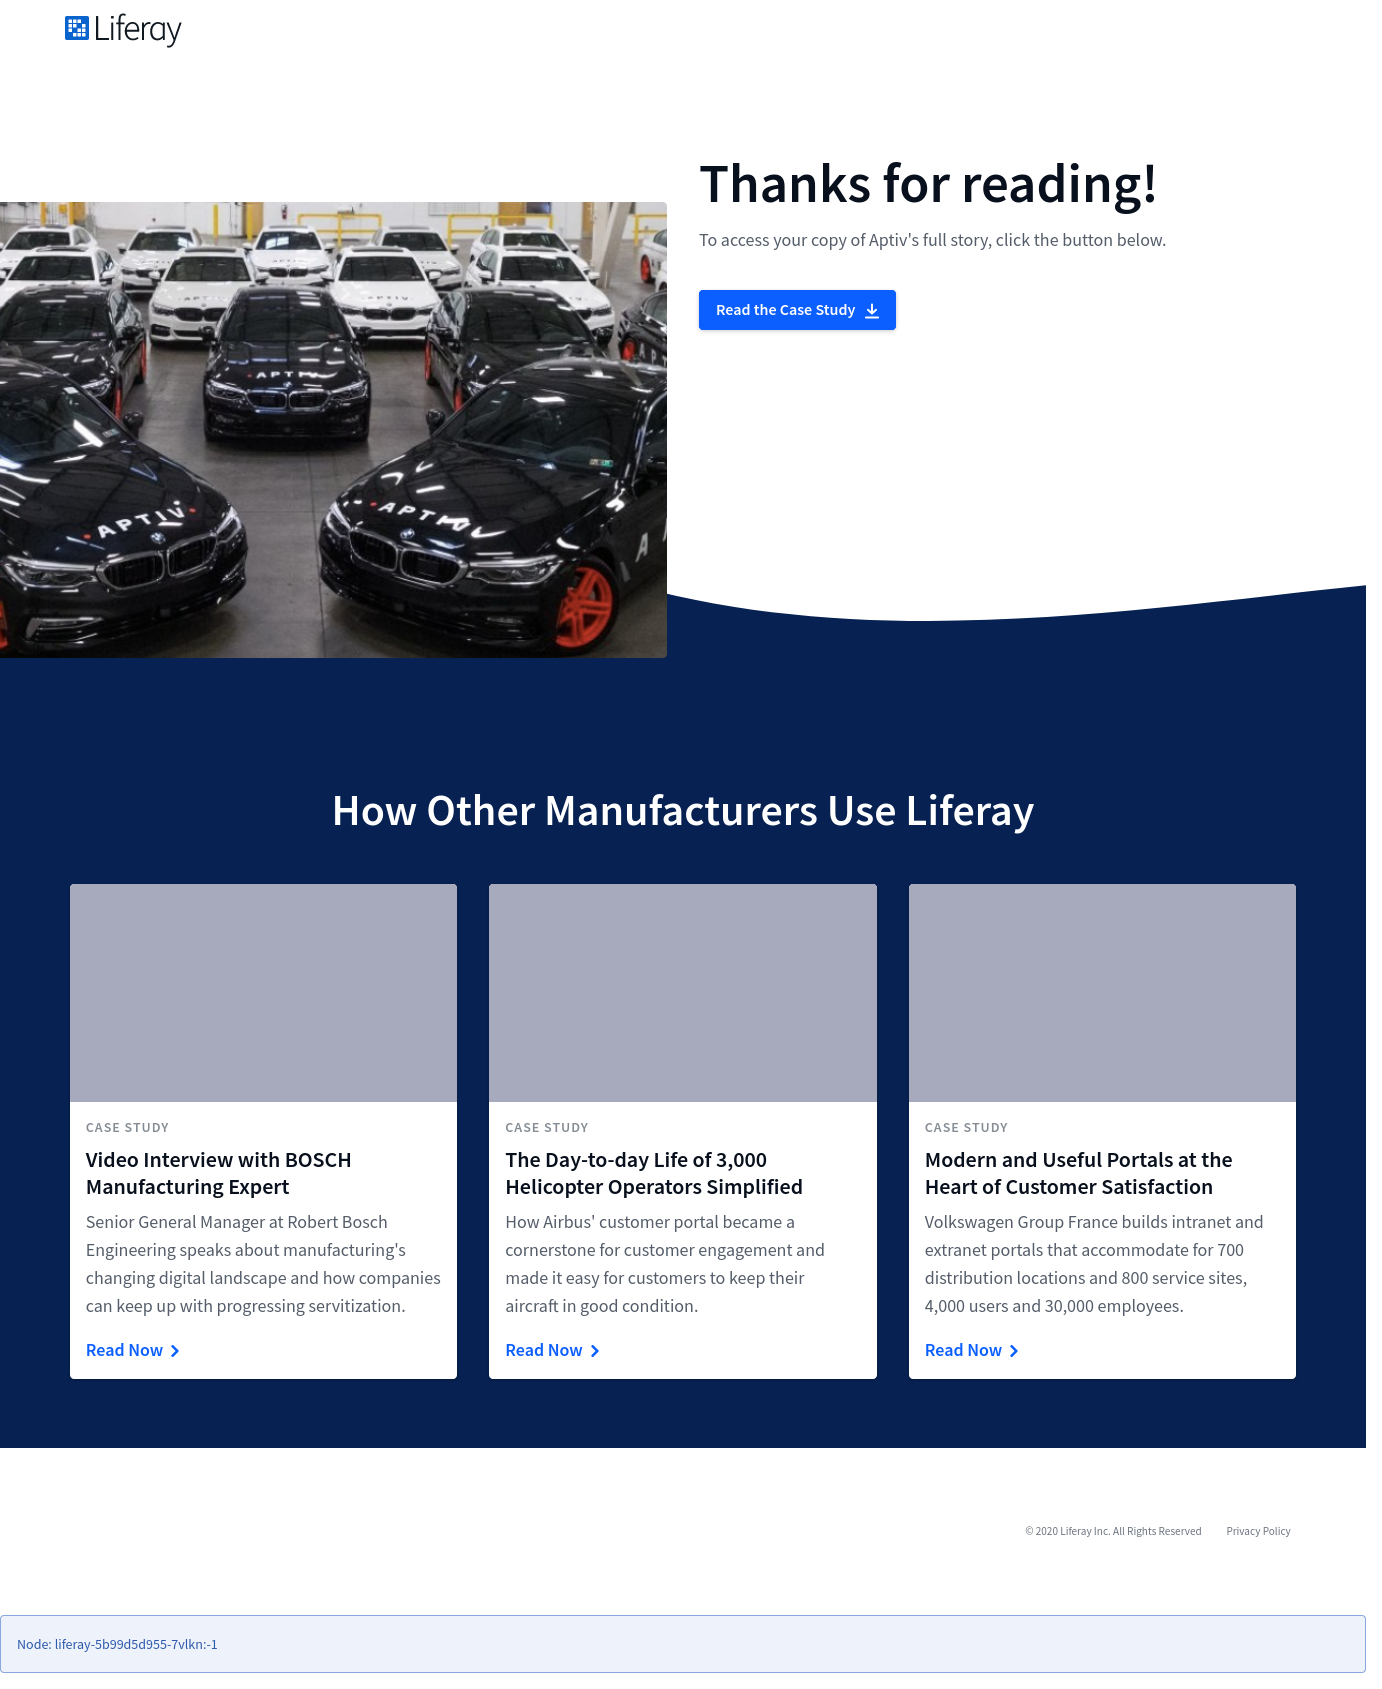 Liferay
Thanks for reading!
To access your copy of Aptiv's full story, click the button below.
Read the Case Study
APTIV
APTIV
APTIV
How Other Manufacturers Use Liferay
CASE STUDY
Video Interview with BOSCH
Manufacturing Expert
Senior General Manager at Robert Bosch
Engineering speaks about manufacturing's
changing digital landscape and how companies
can keep up with progressing servitization.
Read Now
CASE STUDY
The Day-to-day Life of 3,000
Helicopter Operators Simplified
How Airbus' customer portal became a
cornerstone for customer engagement and
made it easy for customers to keep their
aircraft in good condition.
Read Now
CASE STUDY
Modern and Useful Portals at the
Heart of Customer Satisfaction
Volkswagen Group France builds intranet and
extranet portals that accommodate for 700
distribution locations and 800 service sites,
4,000 users and 30,000 employees.
Read Now
© 2020 Liferay Inc. All Rights Reserved Privacy Policy
Node: liferay-5b99d5d955-7vlkn:-1